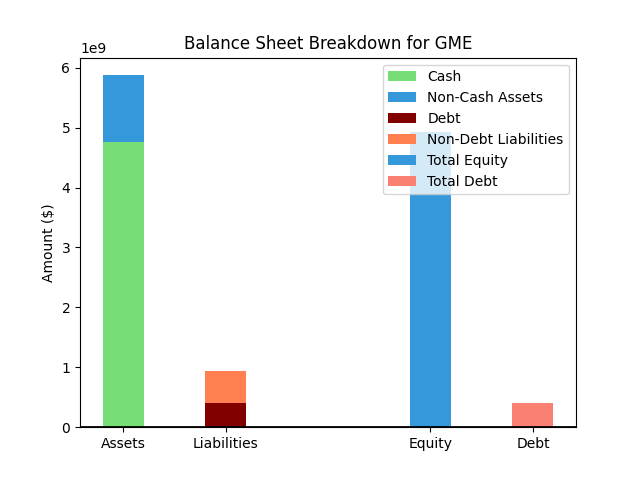 Balance Sheet Breakdown for GME
1e9
6
5
4
3
2
1
0
Amount ($)
Cash
Non-Cash Assets
Debt
Non-Debt Liabilities
Total Equity
Total Debt
Assets
Liabilities
Equity
Debt